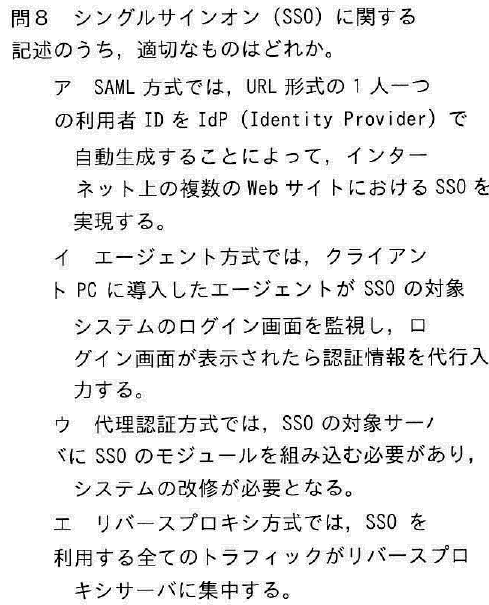 問8 シングルサインオン（SSO）に関する
記述のうち，適切なものはどれか。
ア SAML 方式では，URL 形式の 1 人一つ
の利用者 ID を IdP（Identity Provider）で
自動生成することによって，インター
ネット上の複数の Web サイトにおける SSO を
実現する。
イ エージェント方式では，クライアン
ト PC に導入したエージェントが SSO の対象
システムのログイン画面を監視し，ロ
グイン画面が表示されたら認証情報を代行入
力する。
ウ 代理認証方式では，SSO の対象サー
バに SSO のモジュールを組み込む必要があり，
システムの改修が必要となる。
エ リバースプロキシ方式では，SSO を
利用する全てのトラフィックがリバースプロ
キシサーバに集中する。